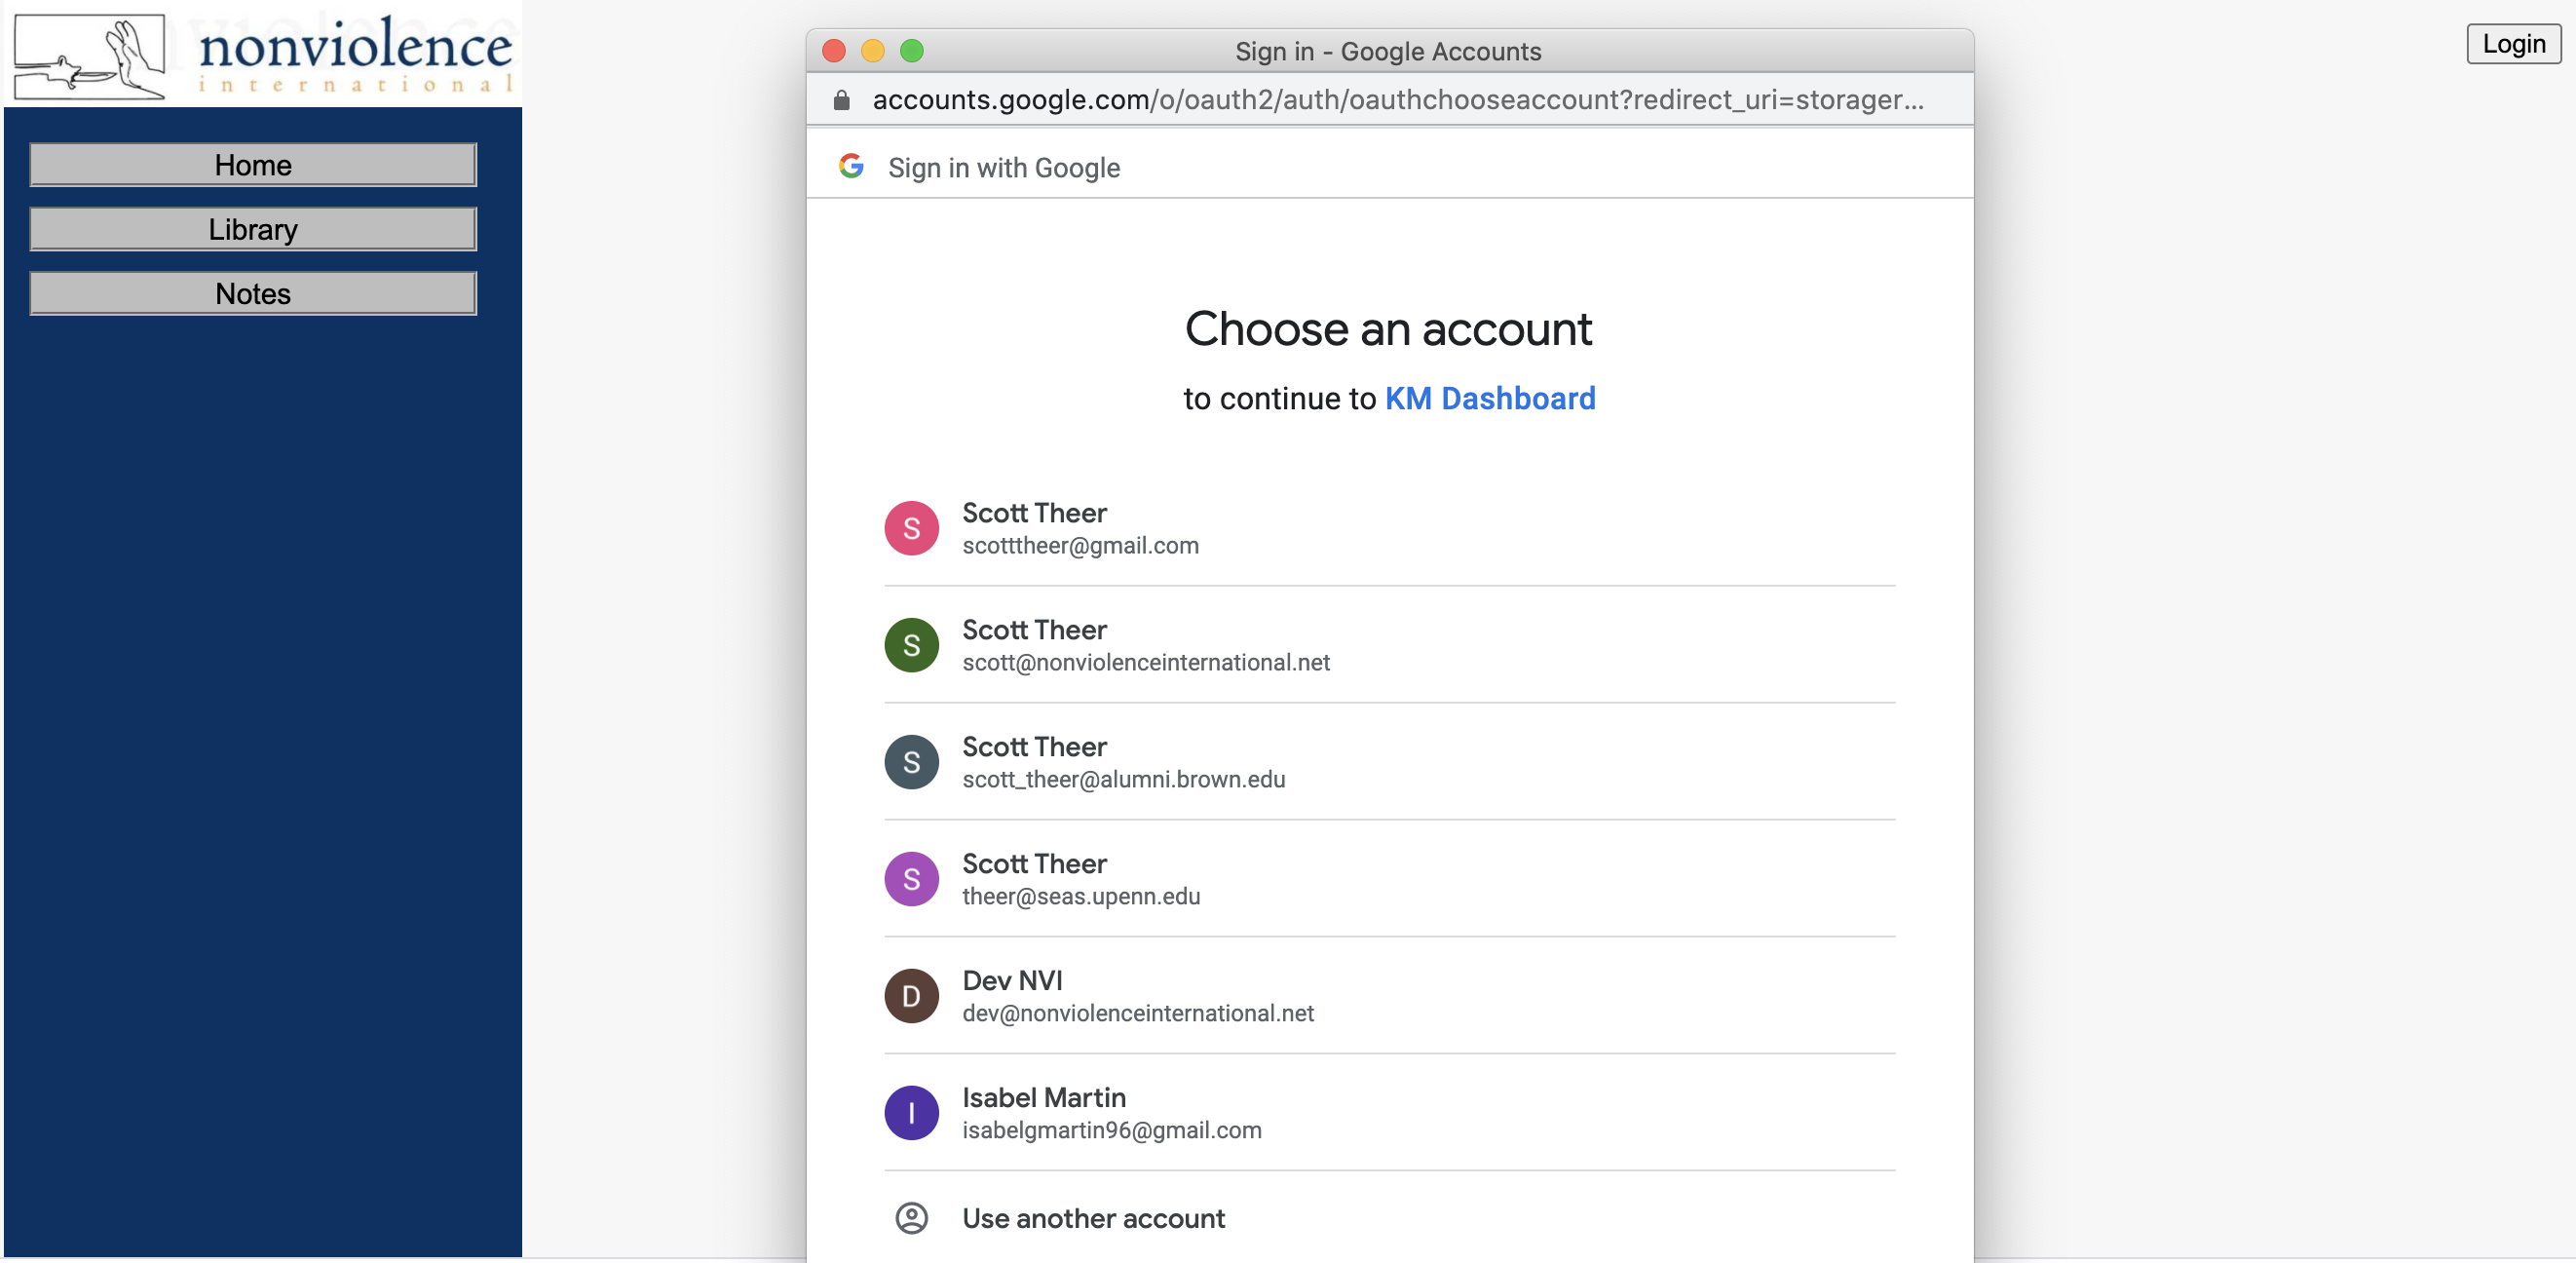 nonviolence
international
Home
Library
Notes
Login
Sign in - Google Accounts
accounts.google.com/o/oauth2/auth/oauthchooseaccount?redirect_uri=storager...
G Sign in with Google
Choose an account
to continue to KM Dashboard
S
Scott Theer
scotttheer@gmail.com
S
Scott Theer
scott@nonviolenceinternational.net
S
Scott Theer
scott_theer@alumni.brown.edu
S
Scott Theer
theer@seas.upenn.edu
D
Dev NVI
dev@nonviolenceinternational.net
I
Isabel Martin
isabelgmartin96@gmail.com
Use another account